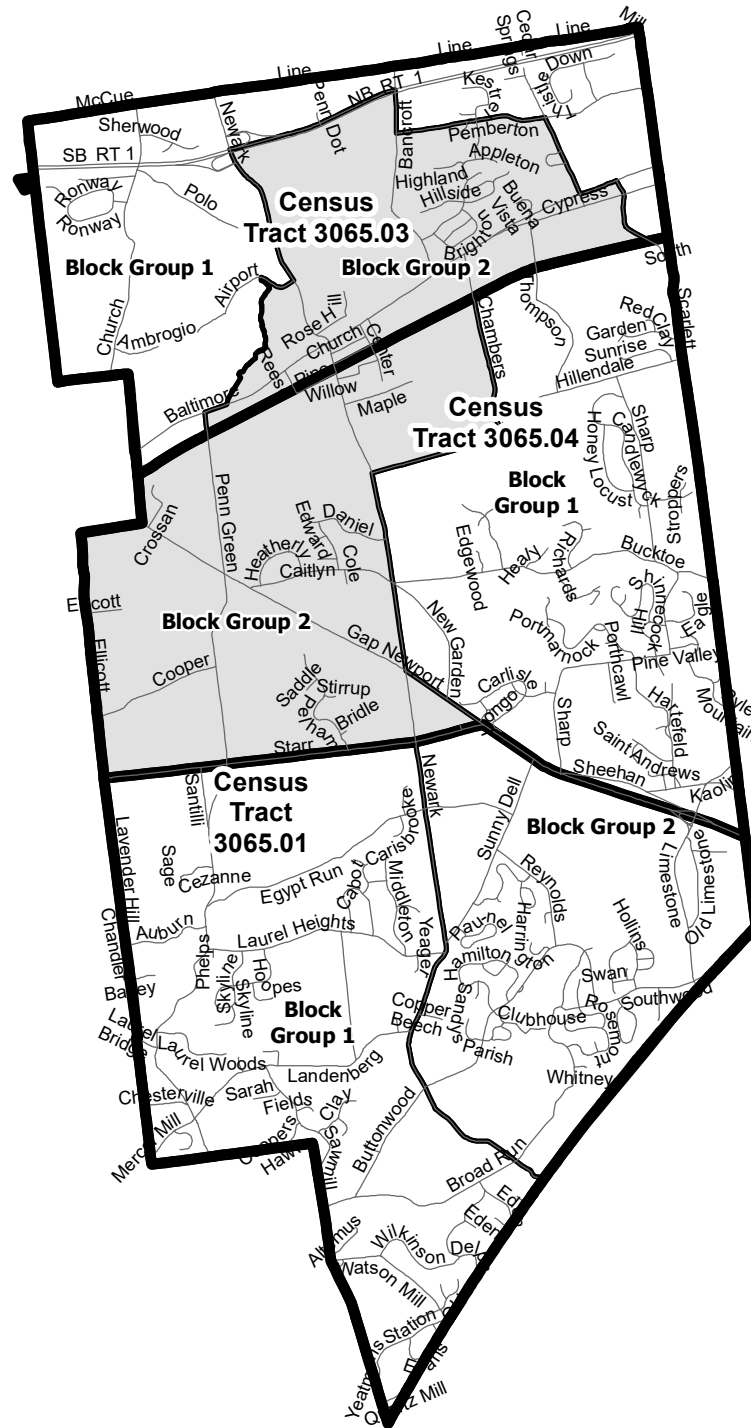 Mill
Line
Line
Line
McCue
Cedar
Springs
Down
Thistle
Kestrel
NB RT 1
Penn Dot
Newark
Sherwood
SB RT 1
Bancroft
Pemberton
Appleton
Highland
Hillside
Buena
Vista
Cypress
Brighton
Ronway
Ronway
Polo
Census
Tract 3065.03
Block Group 1
Block Group 2
Airport
Church
Ambrogio
South
Scarlett
Rose Hill
Church
Center
Chambers
Thompson
Rees
Pine
Willow
Maple
Baltimore
Red Clay
Garden
Sunrise
Hillendale
Census
Tract 3065.04
Block
Group 1
Honey Locust
Candlewyck
Sharp
Stoppers
Crossan
Penn Green
Edward
Daniel
Heatherly
Cole
Caitlyn
Edgewood
Heary
Richards
Bucktoe
Shinnecock
Hill
Ellicott
Block Group 2
Gap Newport
New Garden
Portmarnock
Porthcawl
Pine Valley
Ellicott
Cooper
Saddle
Stirrup
Pelham
Bridle
Carlisle
Hartefeld
Mountain
Starr
Sharp
Saint Andrews
Sheehan
Kaolin
Census
Tract
3065.01
Santilli
Newark
Sunny Dell
Block Group 2
Lavender Hill
Carisbrooke
Sage
Cezanne
Egypt Run
Cabot
Middleton
Reynolds
Limestone
Old Limestone
Auburn
Chandler
Phelps
Laurel Heights
Yeager
Harrington
Hamilton
Hollins
Swan
Bailey
Skyline
Skyline
Block
Group 1
Copper
Beech
Sandys
Clubhouse
Rosemont
Southwood
Laurel
Bridge
Laurel Woods
Landenberg
Parish
Whitney
Chesterville
Sarah
Fields
Clay
Mercer Mill
Coopers
Hawk
Sawmill
Buttonwood
Broad Run
Altemus
Wilkinson
Eden
Watson Mill
Station
Quartz Mill